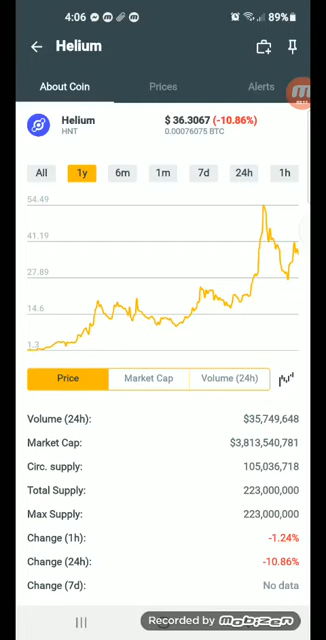 4:06 89%
Helium
About Coin Prices Alerts
Helium $ 36.3067 (-10.86%)
HNT 0.00076075 BTC
All 1y 6m 1m 7d 24h 1h
54.49
41.19
27.89
14.6
1.3
Price Market Cap Volume (24h)
Volume (24h): $35,749,648
Market Cap: $3,813,540,781
Circ. supply: 105,036,718
Total Supply: 223,000,000
Max Supply: 223,000,000
Change (1h): -1.24%
Change (24h): -10.86%
Change (7d): No data
Recorded by mobizen